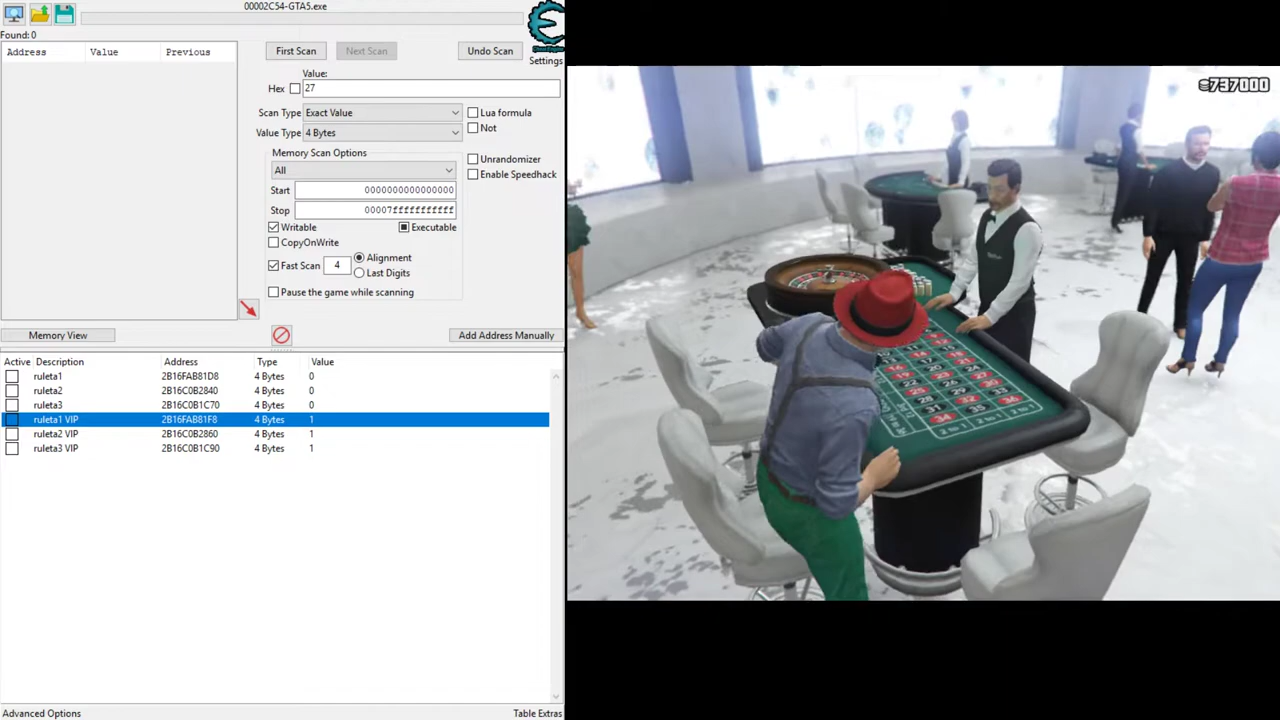 00002C54-GTA5.exe
Found: 0
Address Value Previous
First Scan Next Scan Undo Scan
Settings
Value:
Hex 27
Scan Type Exact Value Lua formula
Not
Value Type 4 Bytes
Memory Scan Options
All
Unrandomizer
Enable Speedhack
Start 0000000000000000
Stop 00007fffffffffff
Writable Executable
CopyOnWrite
Fast Scan 4 Alignment
Last Digits
Pause the game while scanning
Memory View Add Address Manually
Active Description Address Type Value
ruleta1 2B16FAB81D8 4 Bytes 0
ruleta2 2B16C0B2840 4 Bytes 0
ruleta3 2B16C0B1C70 4 Bytes 0
ruleta1 VIP 2B16FAB81F8 4 Bytes 1
ruleta2 VIP 2B16C0B2860 4 Bytes 1
ruleta3 VIP 2B16C0B1C90 4 Bytes 1
Advanced Options Table Extras
737000